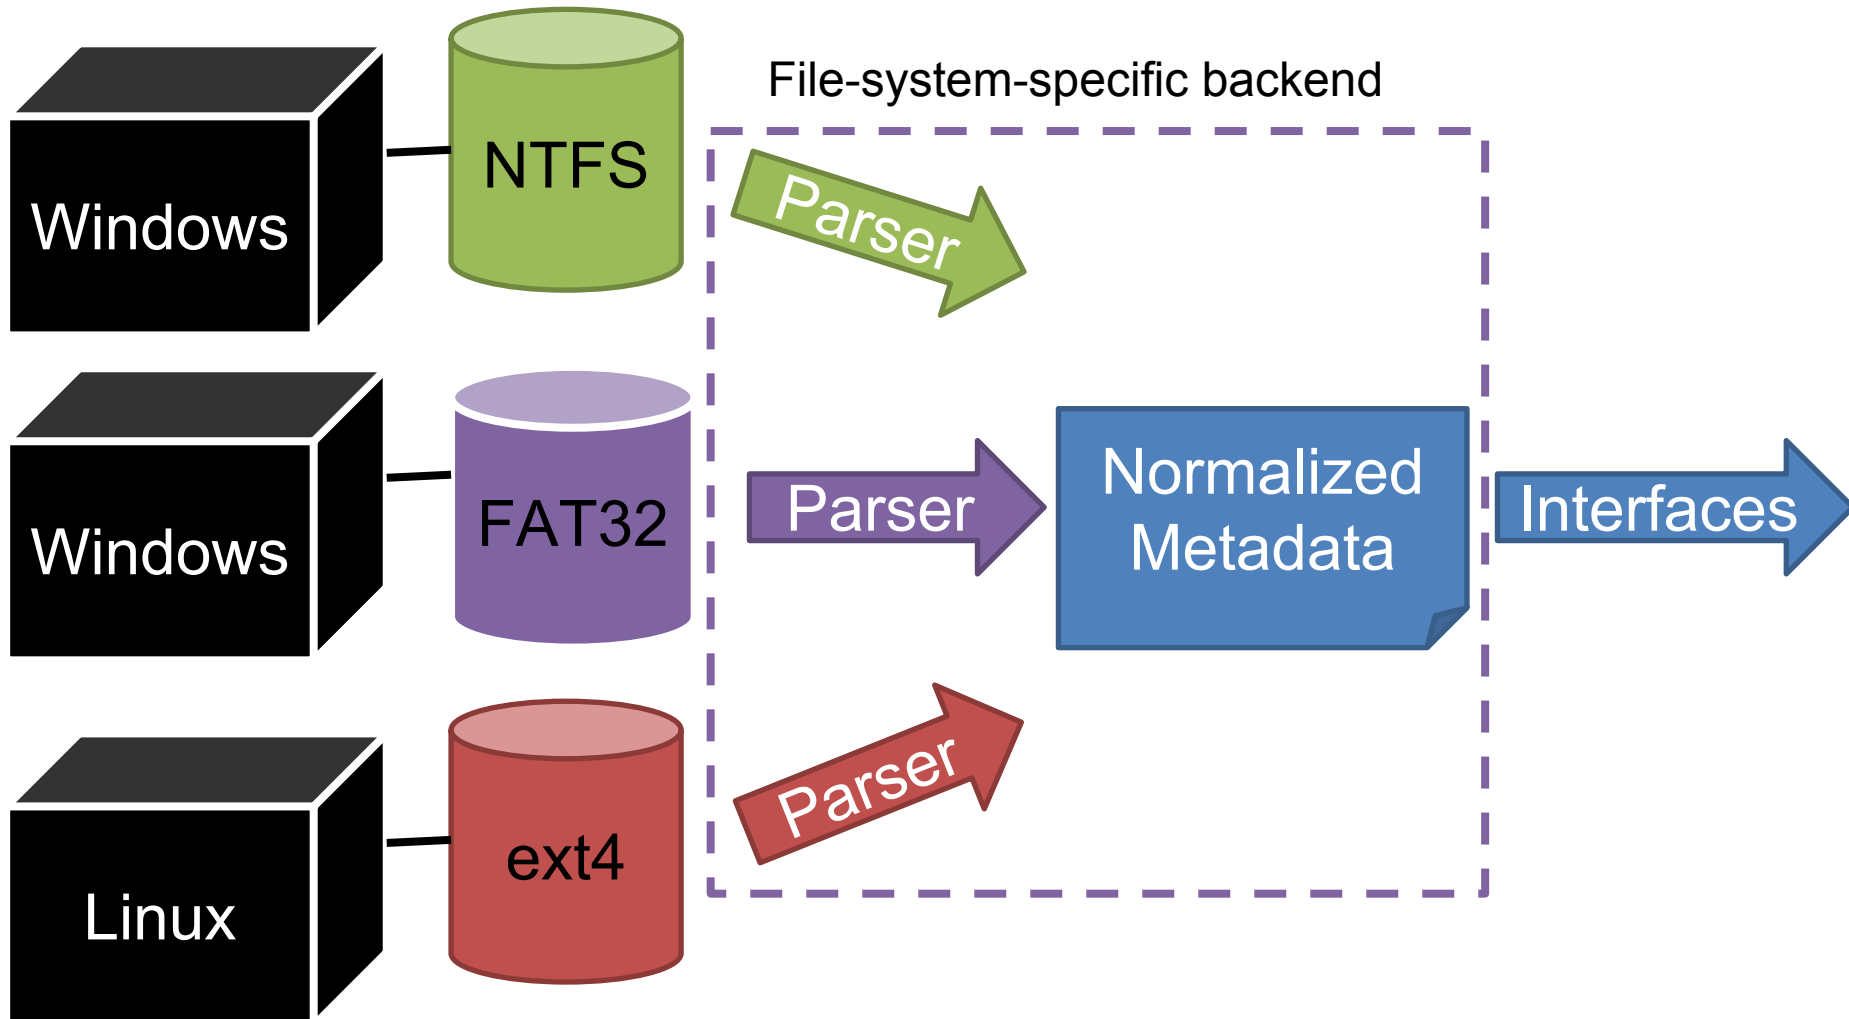 File-system-specific backend
Windows
NTFS
Parser
Windows
FAT32
Parser
Normalized
Metadata
Interfaces
Linux
ext4
Parser